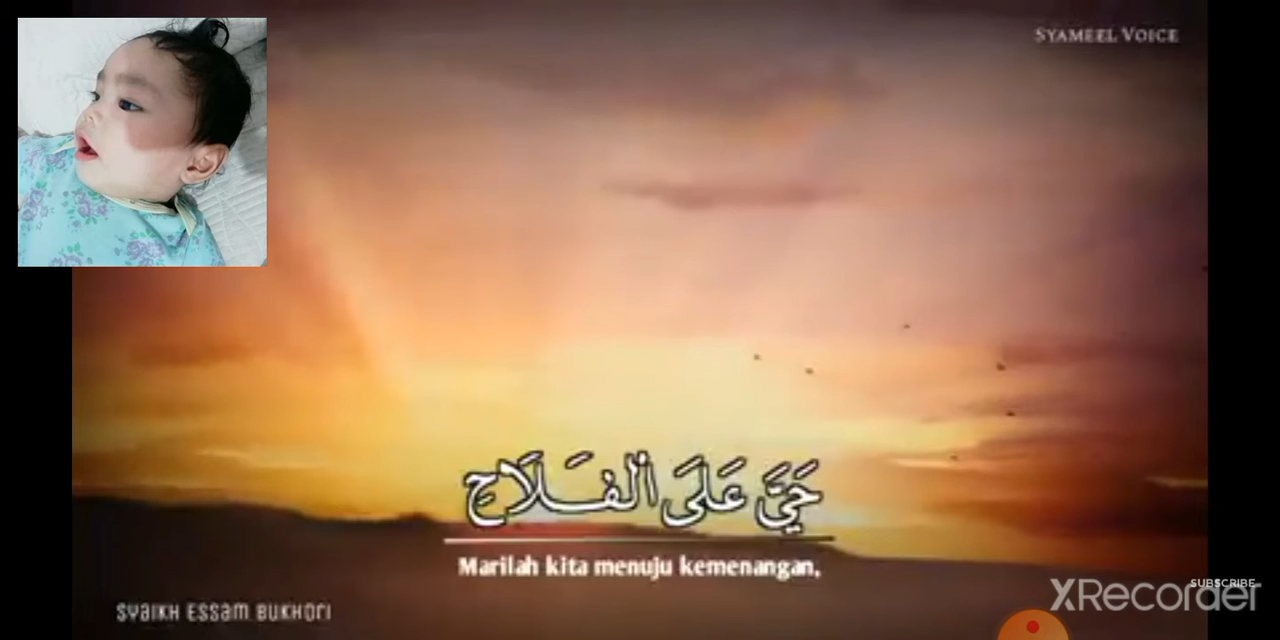 SYAMEEL VOICE
حَيَّ عَلَى الْفَلَاحِ
Marilah kita menuju kemenangan,
SYAIKH ESSAM BUKHORI
SUBSCRIBE
XRecorder